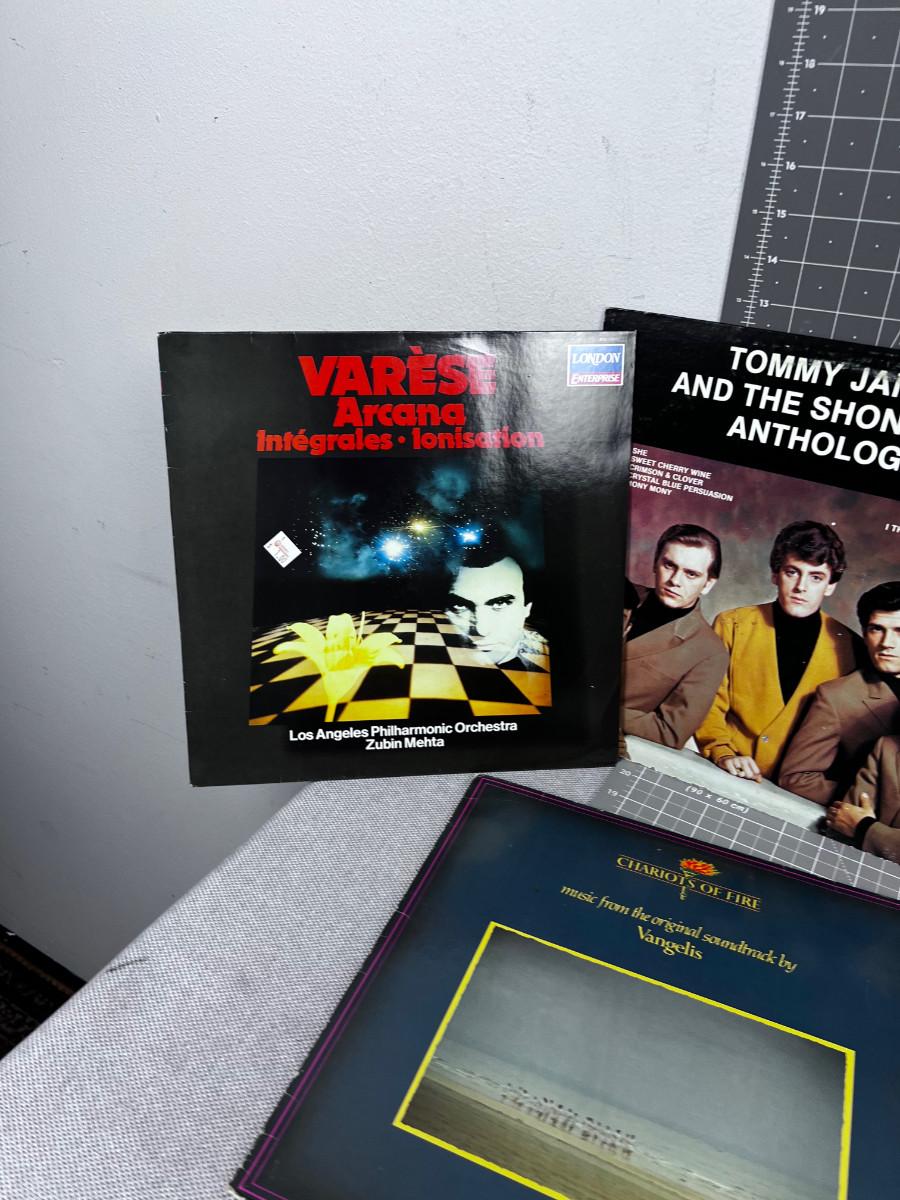 VARÈSE
Arcana
Intégrales • Ionisation
LONDON
ENTERPRISE
Los Angeles Philharmonic Orchestra
Zubin Mehta
TOMMY JA
AND THE SHON
ANTHOLOG
SHE
SWEET CHERRY WINE
CRIMSON & CLOVER
CRYSTAL BLUE PERSUASION
MONY MONY
I TH
19
18
17
16
15
14
13
20
19
(90 x 60 cm)
CHARIOTS OF FIRE
music from the original soundtrack by
Vangelis